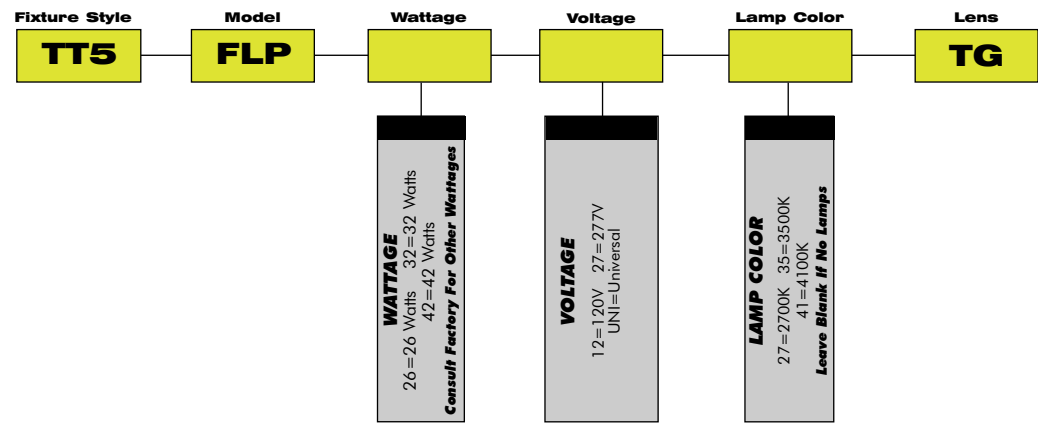 Fixture Style Model Wattage Voltage Lamp Color Lens
TT5 FLP TG
WATTAGE
26=26 Watts 32=32 Watts
42=42 Watts
Consult Factory For Other Wattages
VOLTAGE
12=120V 27=277V
UNI=Universal
LAMP COLOR
27=2700K 35=3500K
41=4100K
Leave Blank If No Lamps